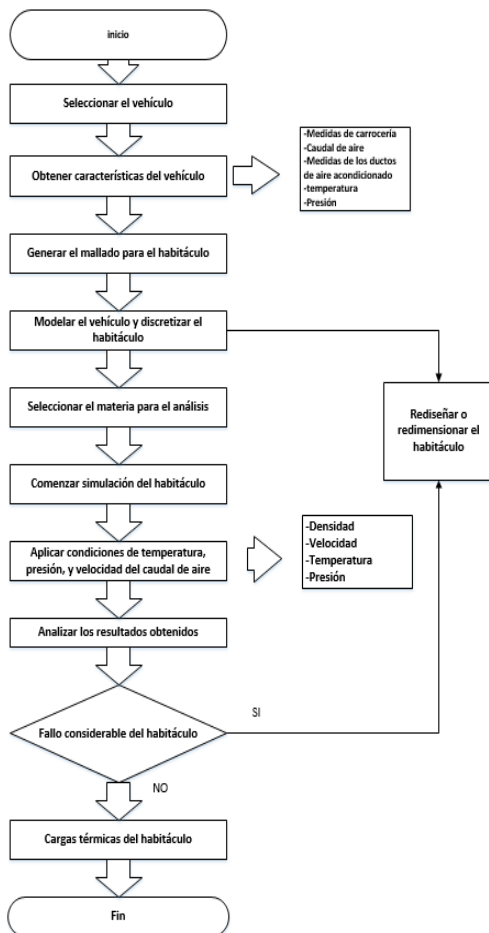 inicio
Seleccionar el vehículo
Obtener características del vehículo
-Medidas de carrocería
-Caudal de aire
-Medidas de los ductos
de aire acondicionado
-temperatura
-Presión
Generar el mallado para el habitáculo
Modelar el vehículo y discretizar el
habitáculo
Seleccionar el materia para el análisis
Rediseñar o
redimensionar el
habitáculo
Comenzar simulación del habitáculo
Aplicar condiciones de temperatura,
presión, y velocidad del caudal de aire
-Densidad
-Velocidad
-Temperatura
-Presión
Analizar los resultados obtenidos
Fallo considerable del habitáculo
SI
NO
Cargas térmicas del habitáculo
Fin